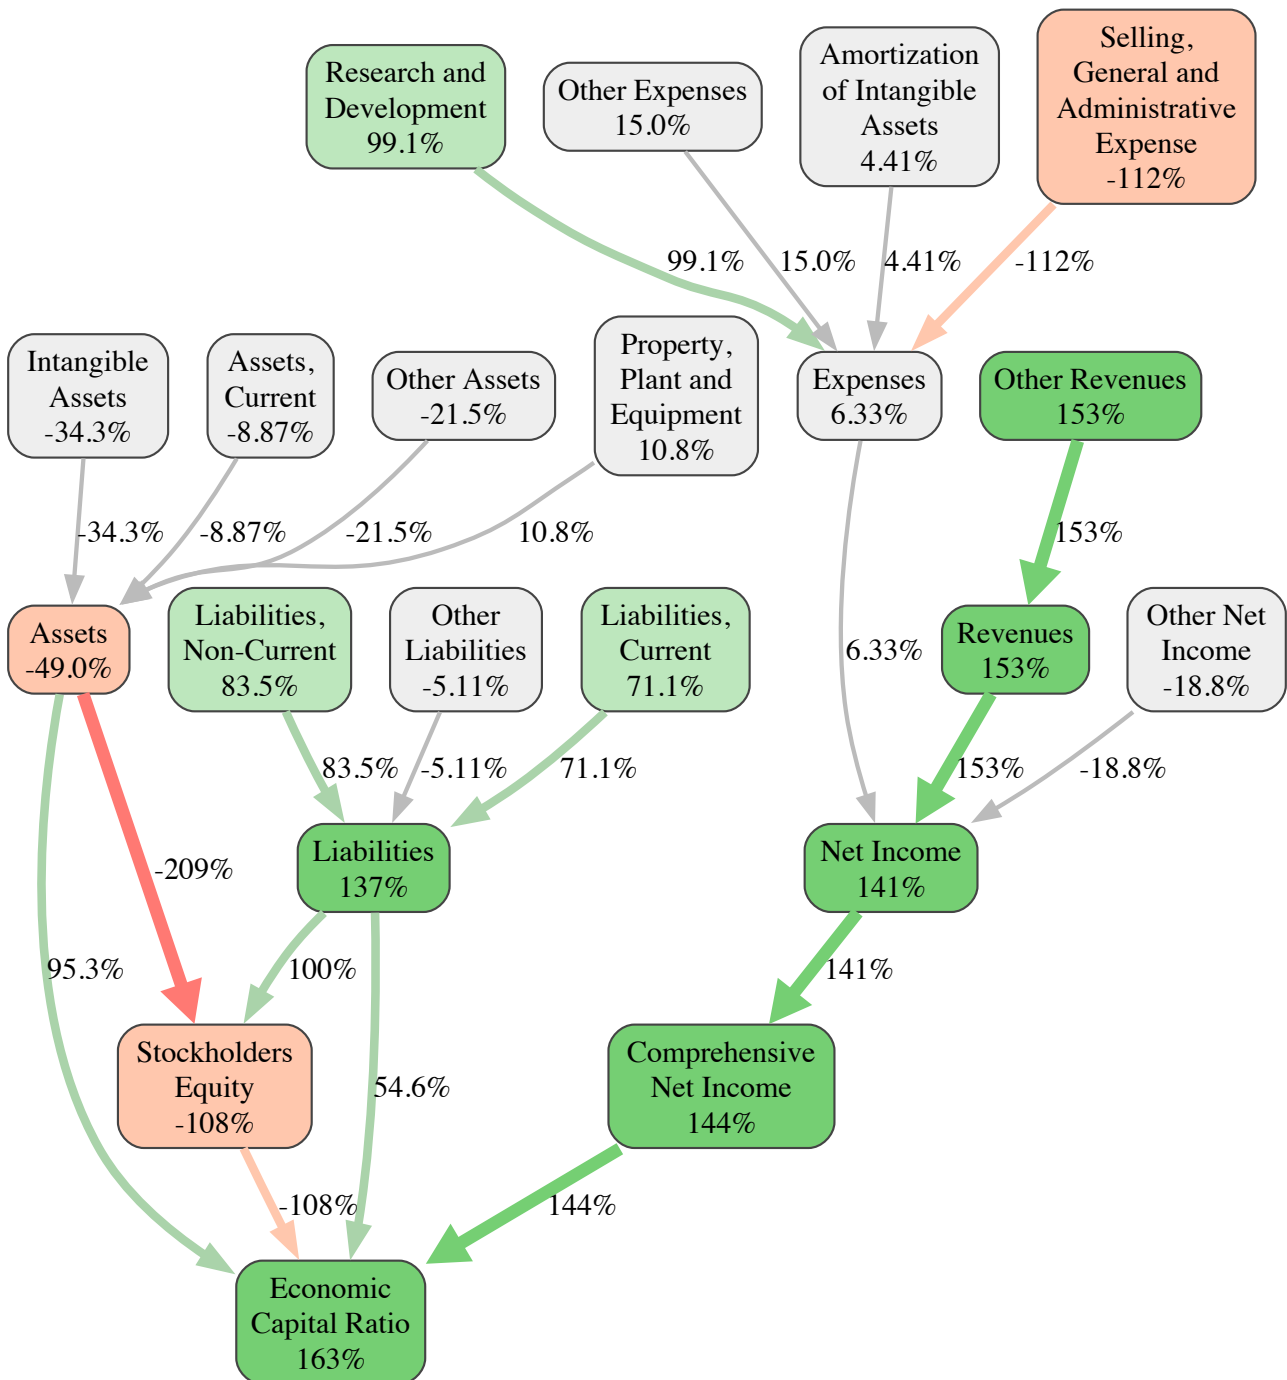 Research and
Development
99.1%
Other Expenses
15.0%
Amortization
of Intangible
Assets
4.41%
Selling,
General and
Administrative
Expense
-112%
99.1%
15.0%
4.41%
-112%
Intangible
Assets
-34.3%
Assets,
Current
-8.87%
Other Assets
-21.5%
Property,
Plant and
Equipment
10.8%
Expenses
6.33%
Other Revenues
153%
-34.3%
-8.87%
-21.5%
10.8%
153%
Assets
-49.0%
Liabilities,
Non-Current
83.5%
Other
Liabilities
-5.11%
Liabilities,
Current
71.1%
6.33%
Revenues
153%
Other Net
Income
-18.8%
83.5%
-5.11%
71.1%
153%
-18.8%
-209%
Liabilities
137%
Net Income
141%
95.3%
100%
141%
Stockholders
Equity
-108%
54.6%
Comprehensive
Net Income
144%
-108%
144%
Economic
Capital Ratio
163%